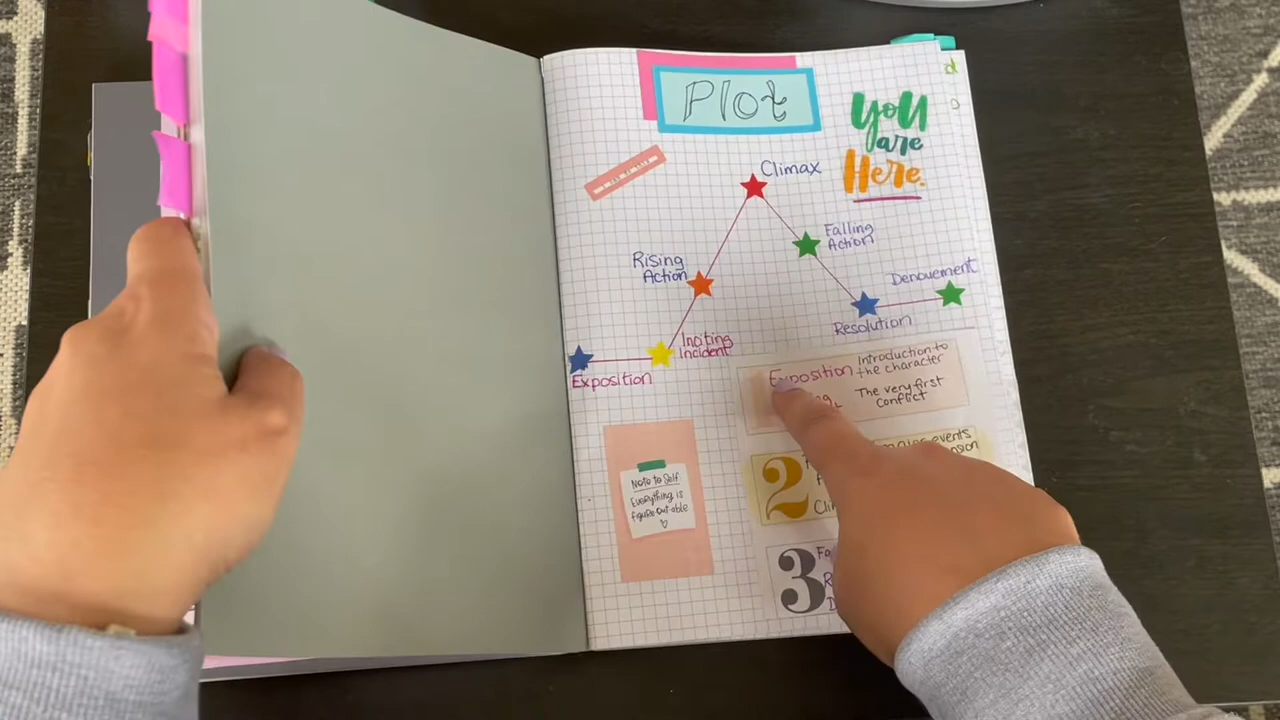 Plot
You
are
Here.
Climax
Falling
Action
Rising
Action
Denouement
Resolution
Inciting
Incident
Exposition
Exposition
Introduction to
the character
The very first
conflict
events
2
Note to Self
Everything is
figure-out-able
3